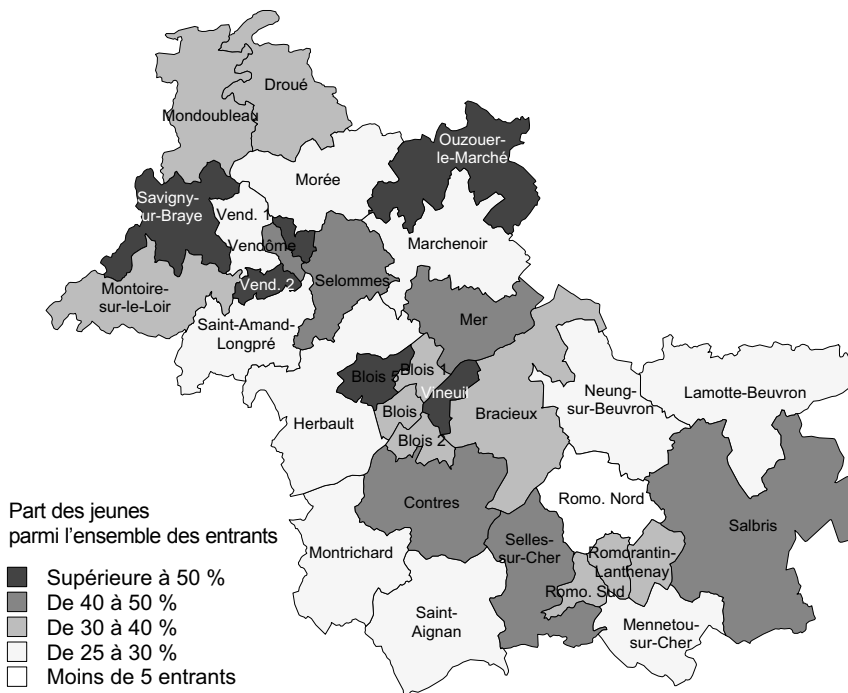 Droué
Mondoubleau
Ouzouer-
le-Marché
Morée
Savigny-
sur-Braye
Vend. 1
Vendôme
Marchenoir
Vend. 2
Selommes
Montoire-
sur-le-Loir
Saint-Amand-
Longpré
Mer
Blois 1
Blois 5
Vineuil
Neung-
sur-Beuvron
Lamotte-Beuvron
Blois
Bracieux
Herbault
Blois 2
Contres
Romo. Nord
Salbris
Montrichard
Selles-
sur-Cher
Romorantin-
Lanthenay
Romo. Sud
Saint-
Aignan
Mennetou-
sur-Cher
Part des jeunes
parmi l'ensemble des entrants
Supérieure à 50 %
De 40 à 50 %
De 30 à 40 %
De 25 à 30 %
Moins de 5 entrants